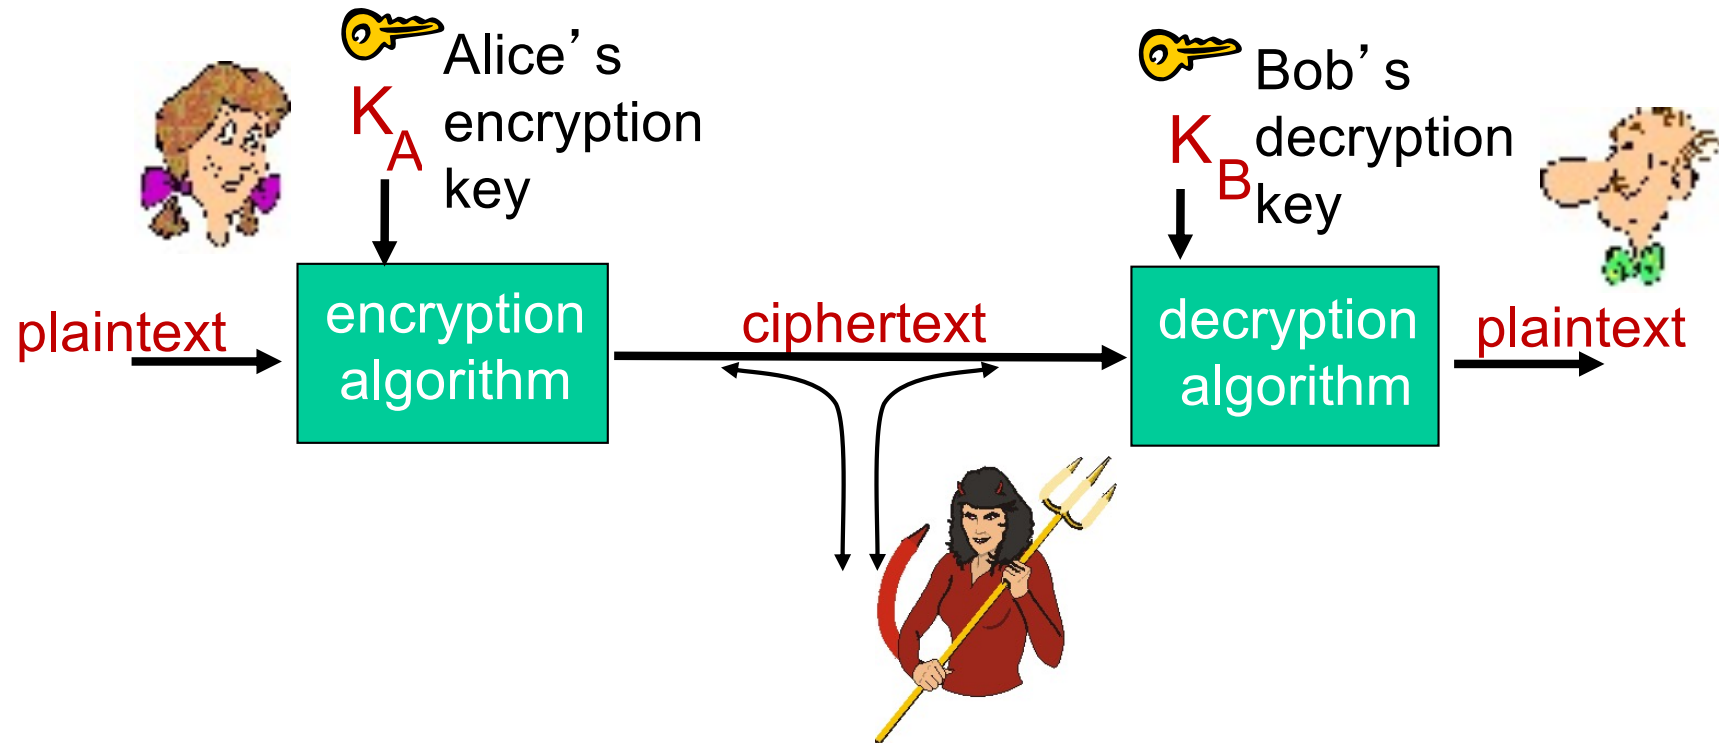 Alice’s
encryption
key
K
A
Bob’s
decryption
key
K
B
plaintext
encryption
algorithm
ciphertext
decryption
algorithm
plaintext